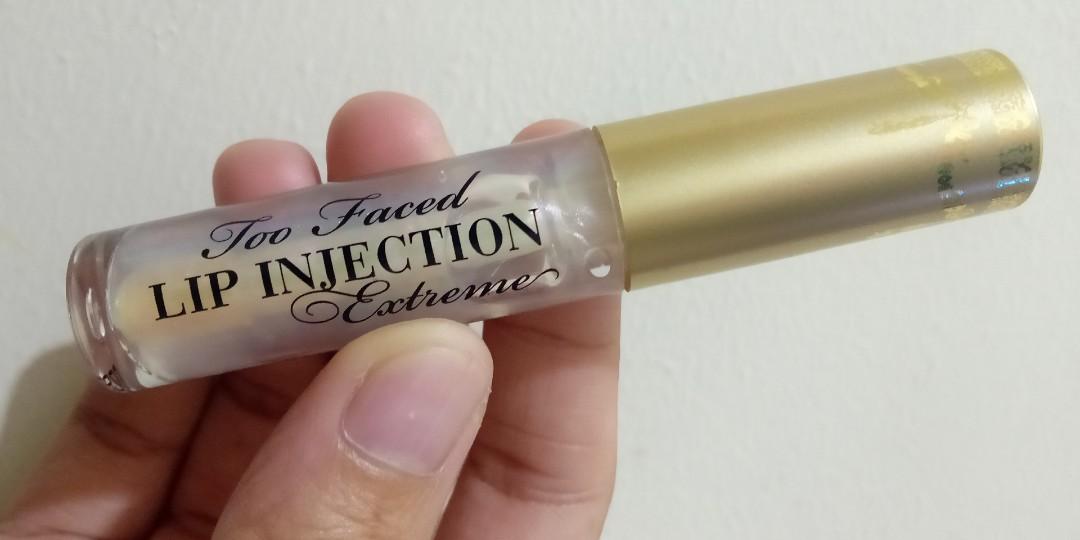 Too Faced
LIP INJECTION
Extreme